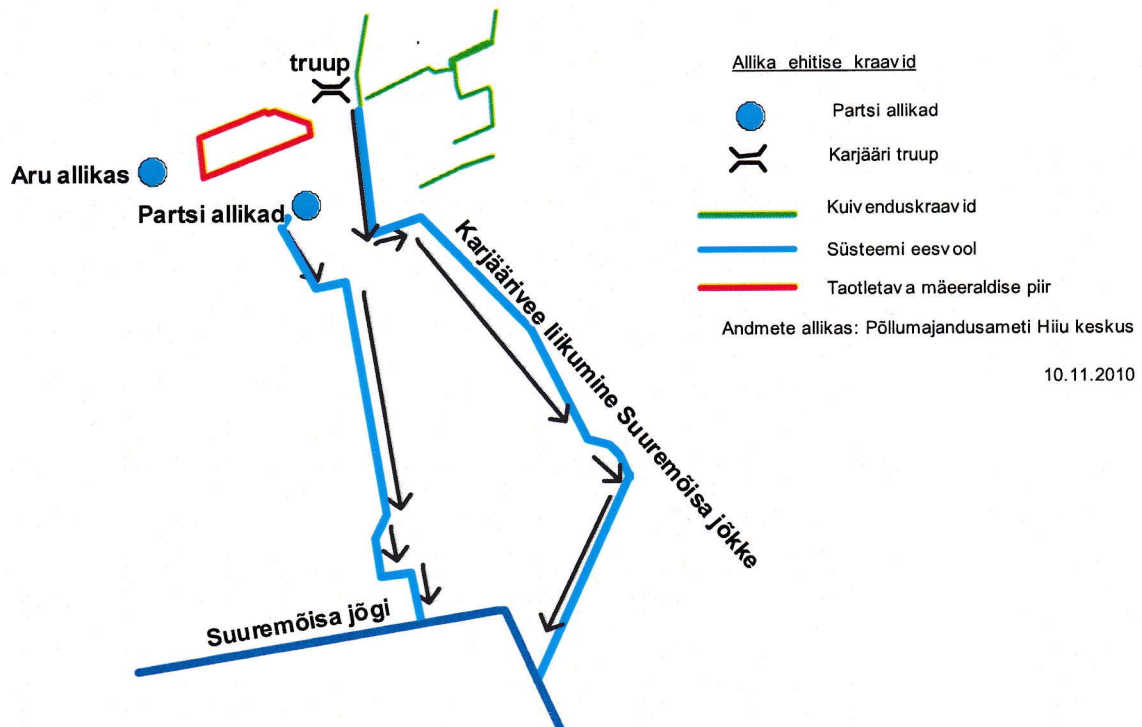 truup
Aru allikas
Partsi allikad
Karjäärivee liikumine Suuremõisa jõkke
Suuremõisa jõgi
Allika ehitise kraavid
Partsi allikad
Karjääri truup
Kuivenduskraavid
Süsteemi eesvool
Taotletava mäeeraldise piir
Andmete allikas: Põllumajandusameti Hiiu keskus
10.11.2010